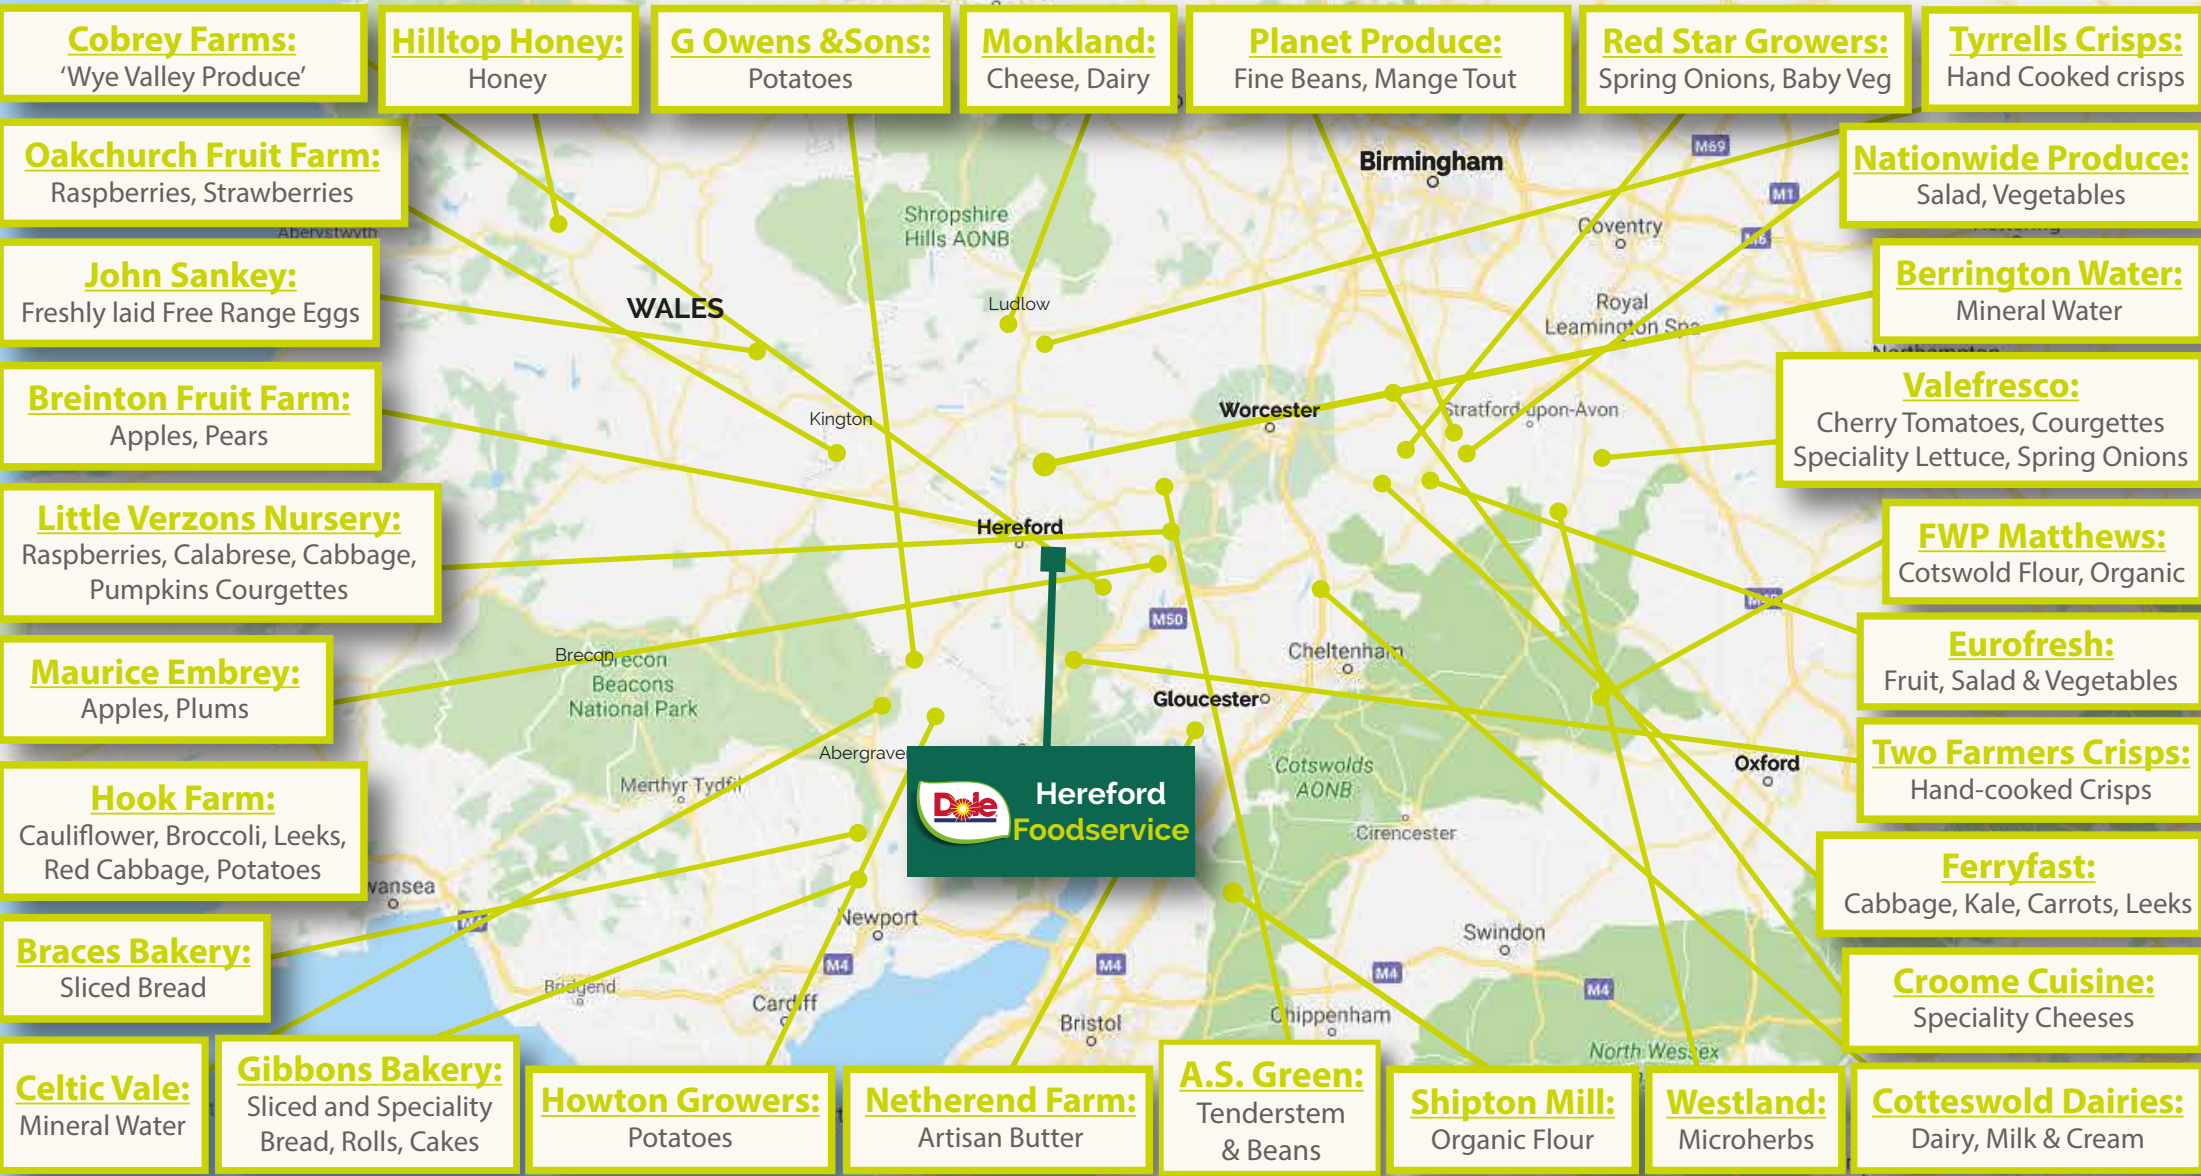 Cobrey Farms:
‘Wye Valley Produce’
Hilltop Honey:
Honey
G Owens &Sons:
Potatoes
Monkland:
Cheese, Dairy
Planet Produce:
Fine Beans, Mange Tout
Red Star Growers:
Spring Onions, Baby Veg
Tyrrells Crisps:
Hand Cooked crisps
Oakchurch Fruit Farm:
Raspberries, Strawberries
Nationwide Produce:
Salad, Vegetables
John Sankey:
Freshly laid Free Range Eggs
Berrington Water:
Mineral Water
Breinton Fruit Farm:
Apples, Pears
Valefresco:
Cherry Tomatoes, Courgettes
Speciality Lettuce, Spring Onions
Little Verzons Nursery:
Raspberries, Calabrese, Cabbage,
Pumpkins Courgettes
FWP Matthews:
Cotswold Flour, Organic
Maurice Embrey:
Apples, Plums
Eurofresh:
Fruit, Salad & Vegetables
Two Farmers Crisps:
Hand-cooked Crisps
Hook Farm:
Cauliflower, Broccoli, Leeks,
Red Cabbage, Potatoes
Ferryfast:
Cabbage, Kale, Carrots, Leeks
Braces Bakery:
Sliced Bread
Croome Cuisine:
Speciality Cheeses
Celtic Vale:
Mineral Water
Gibbons Bakery:
Sliced and Speciality
Bread, Rolls, Cakes
Howton Growers:
Potatoes
Netherend Farm:
Artisan Butter
A.S. Green:
Tenderstem
& Beans
Shipton Mill:
Organic Flour
Westland:
Microherbs
Cotteswold Dairies:
Dairy, Milk & Cream
Birmingham
M69
M1
Coventry
M6
Shropshire
Hills AONB
Aberystwyth
WALES
Ludlow
Royal
Leamington Spa
Northampton
Kington
Worcester
Stratford-upon-Avon
Hereford
M50
Brecon
Brecon
Beacons
National Park
Cheltenham
Gloucester
Abergrave
Merthyr Tydfil
Cotswolds
AONB
Oxford
Dole
Hereford
Foodservice
Cirencester
wansea
Newport
Swindon
M4
M4
M4
M4
Bridgend
Cardiff
Bristol
Chippenham
North Wessex